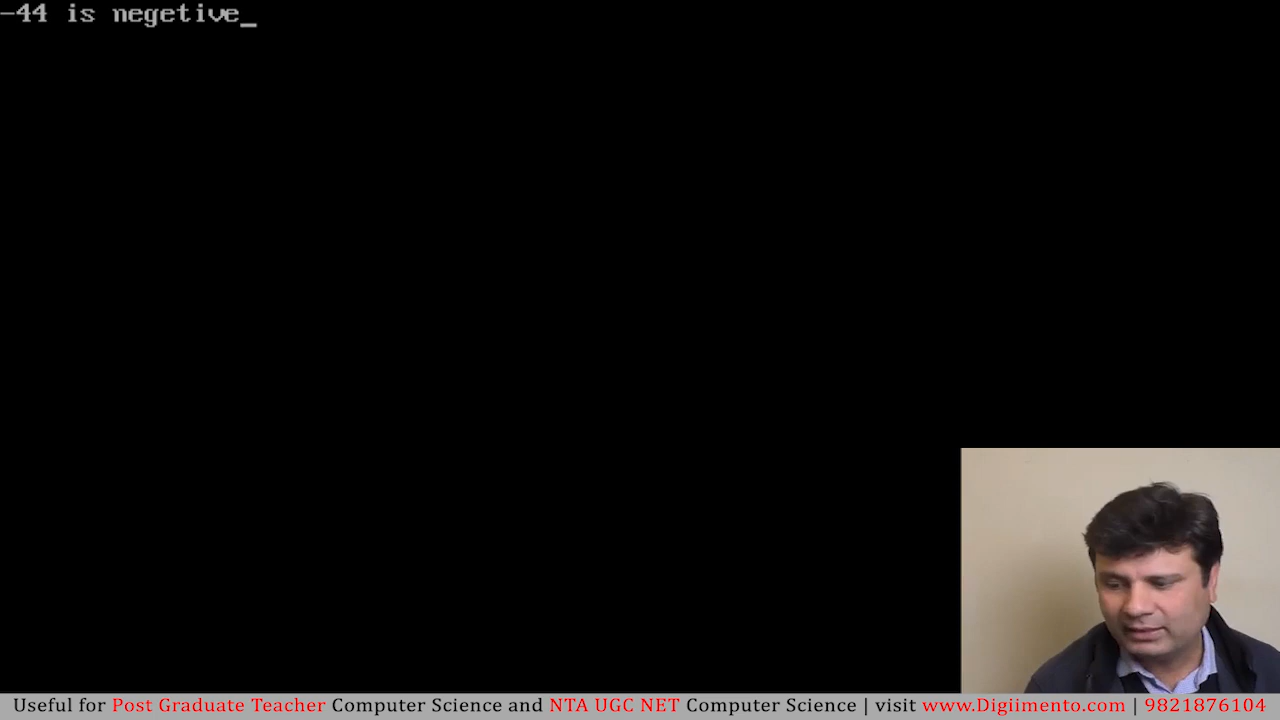 -44 is negetive_
Useful for Post Graduate Teacher Computer Science and NTA UGC NET Computer Science | visit www.Digiimento.com | 9821876104